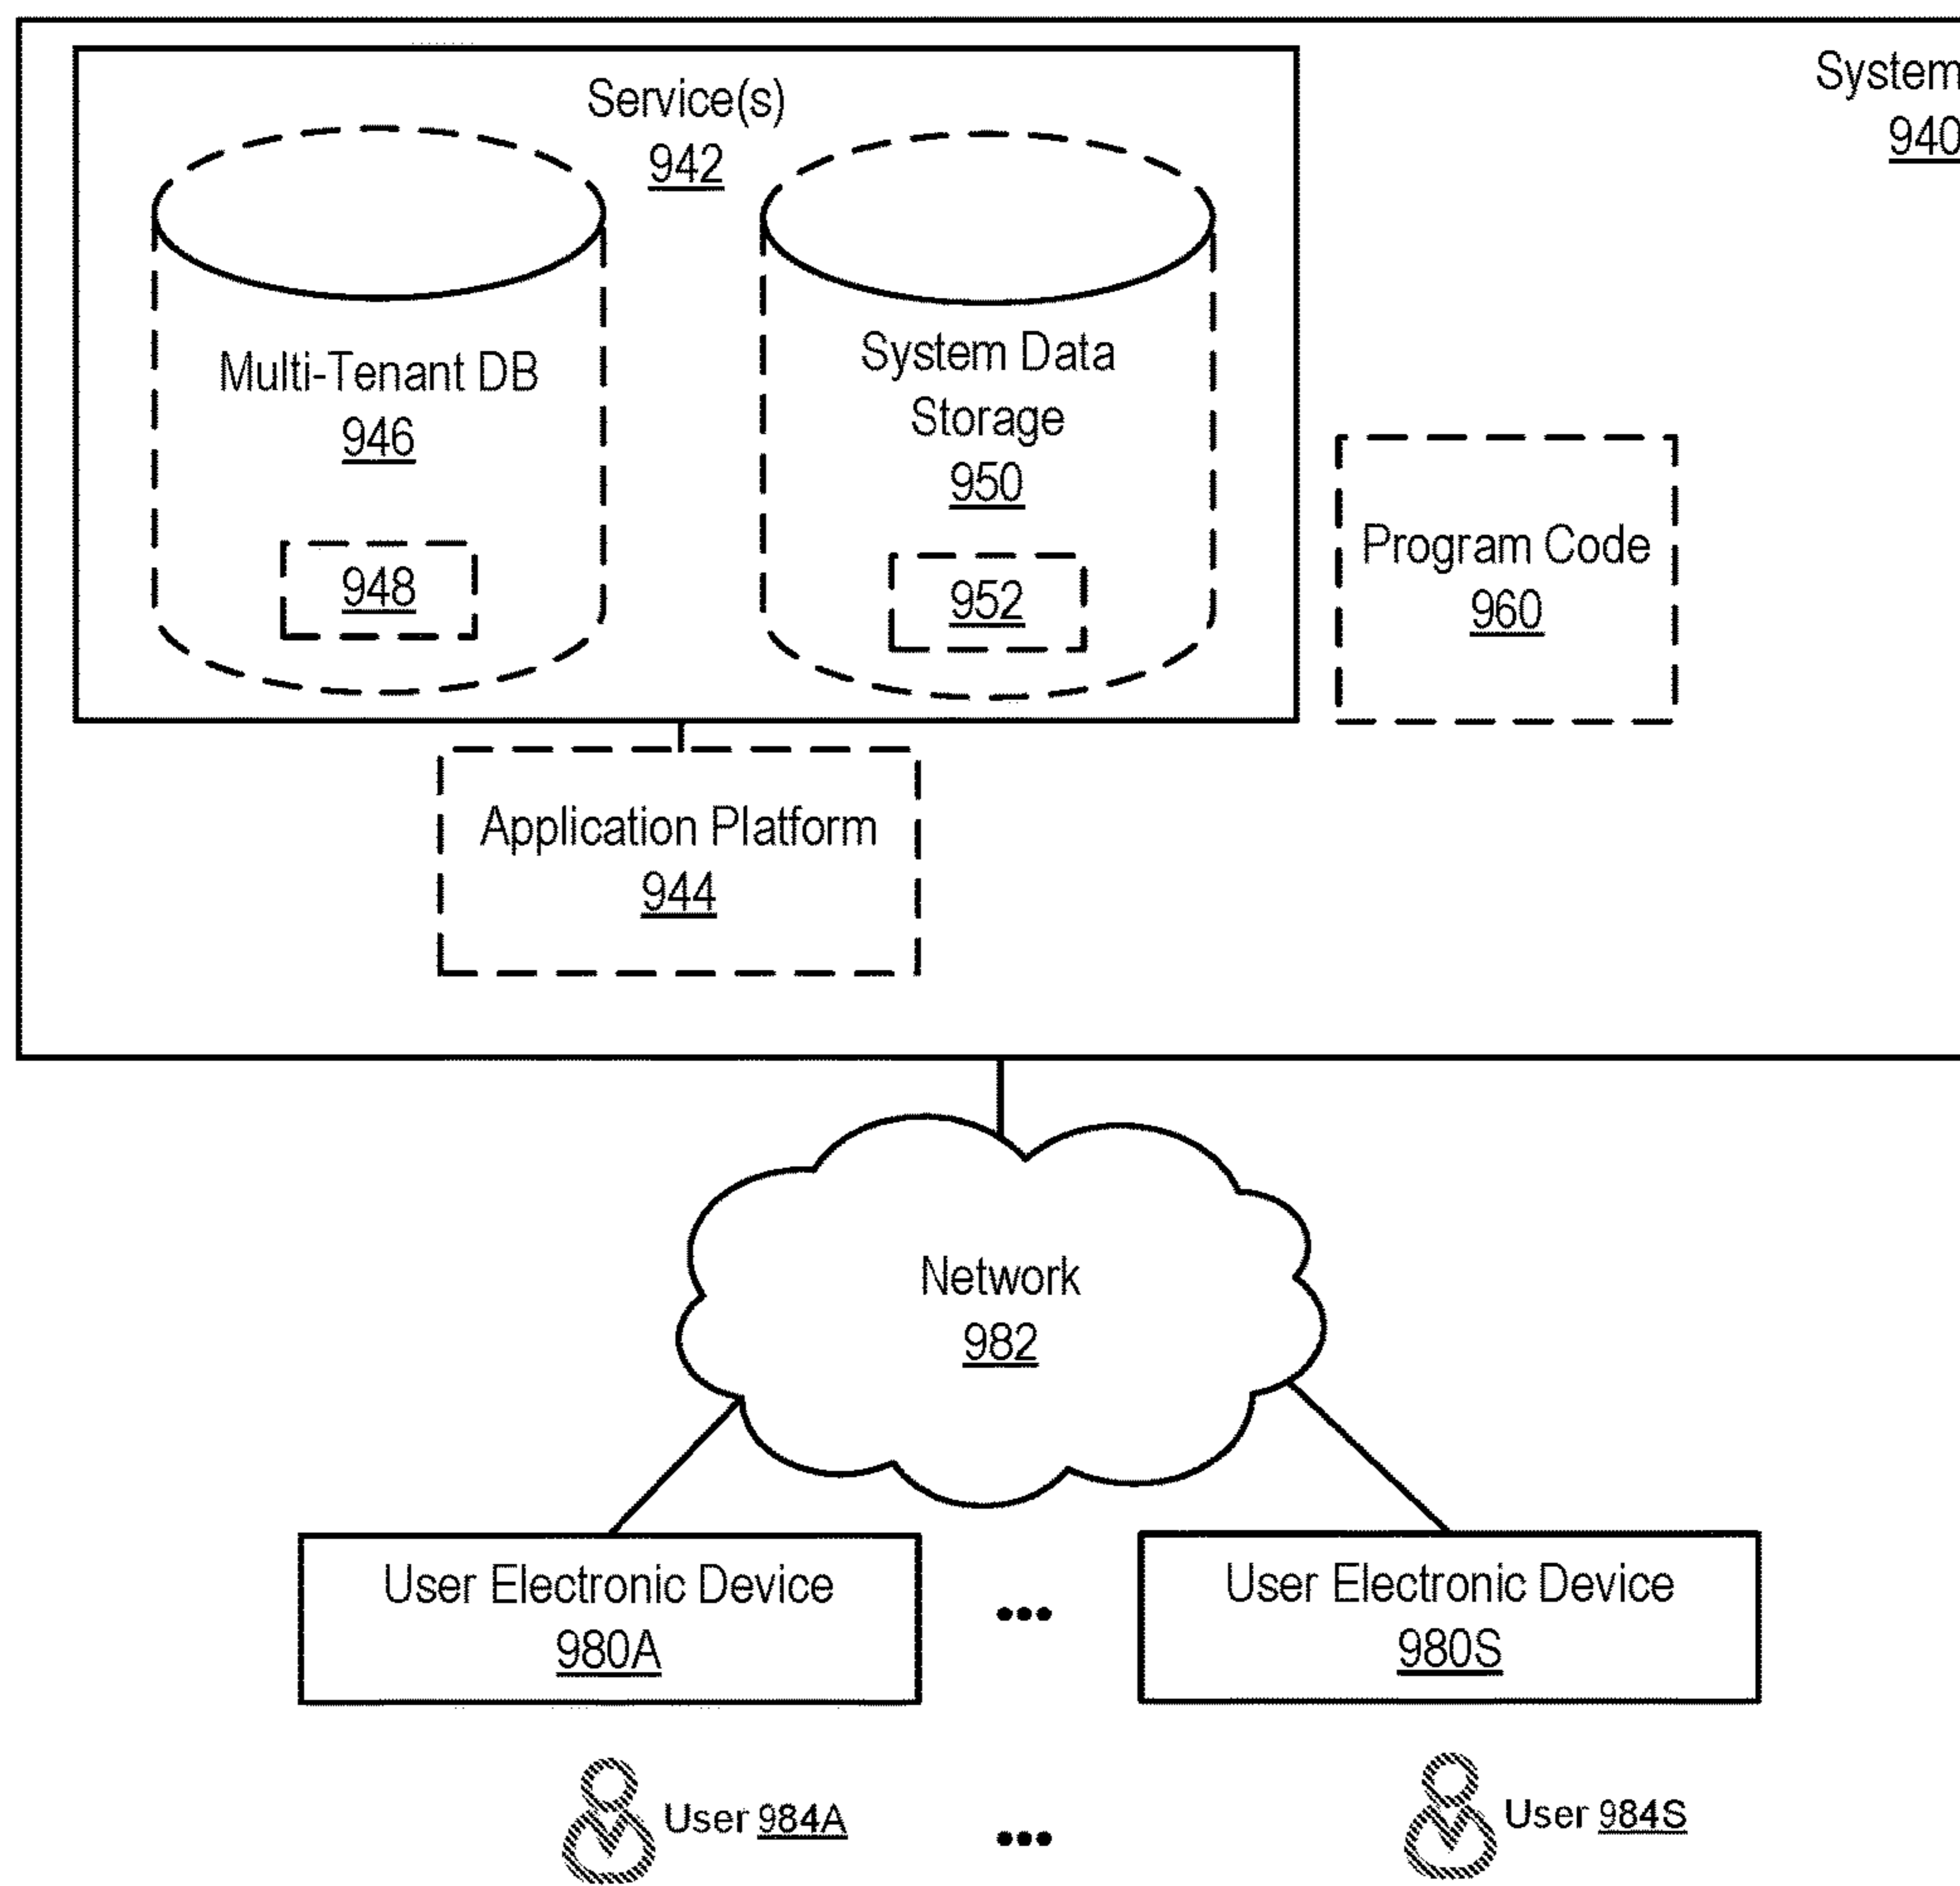 System
940
Service(s)
942
Multi-Tenant DB
946
948
System Data
Storage
950
952
Program Code
960
Application Platform
944
Network
982
User Electronic Device
980A
...
User Electronic Device
980S
User 984A
...
User 984S